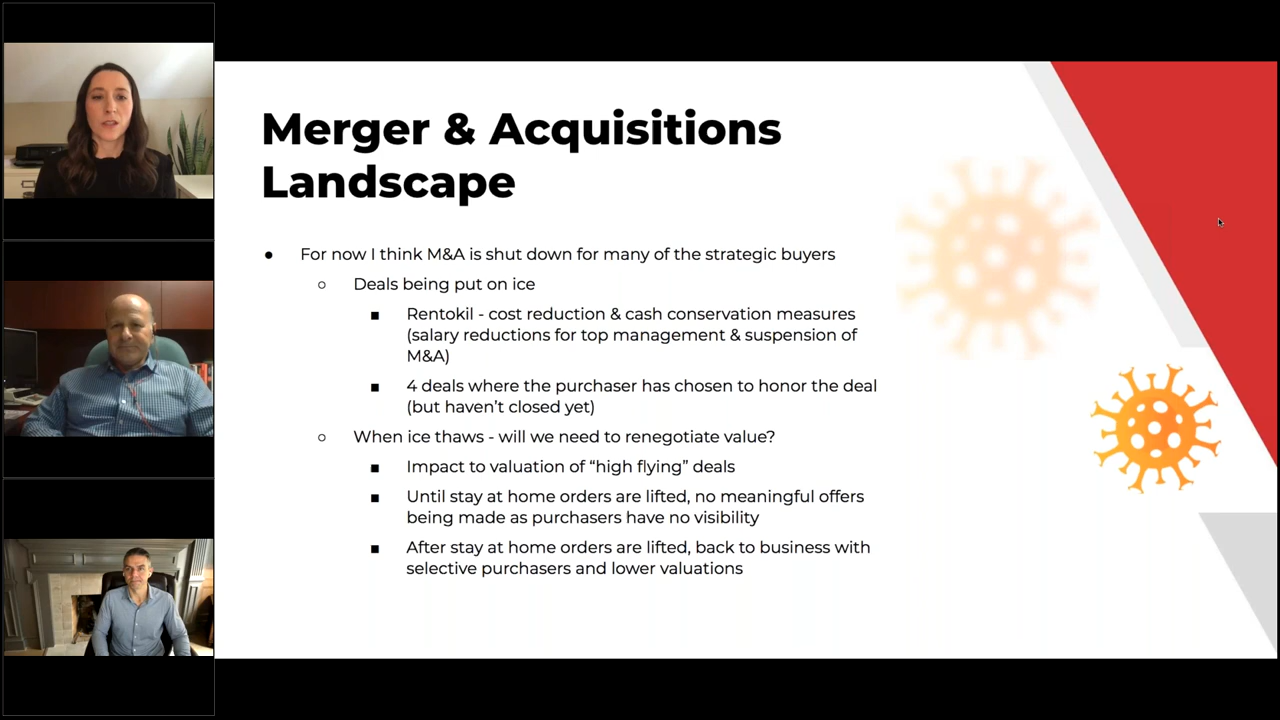 Merger & Acquisitions
Landscape
● For now I think M&A is shut down for many of the strategic buyers
○ Deals being put on ice
■ Rentokil - cost reduction & cash conservation measures
(salary reductions for top management & suspension of
M&A)
■ 4 deals where the purchaser has chosen to honor the deal
(but haven’t closed yet)
○ When ice thaws - will we need to renegotiate value?
■ Impact to valuation of “high flying” deals
■ Until stay at home orders are lifted, no meaningful offers
being made as purchasers have no visibility
■ After stay at home orders are lifted, back to business with
selective purchasers and lower valuations